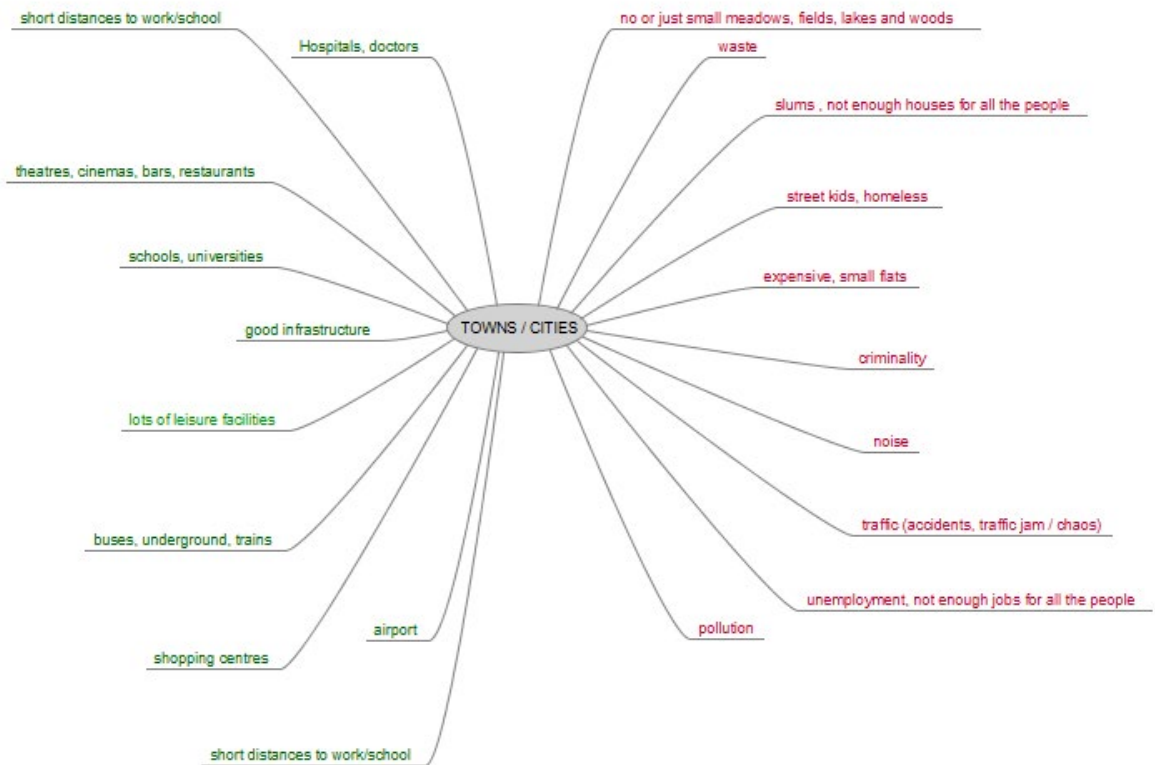 short distances to work/school
no or just small meadows, fields, lakes and woods
Hospitals, doctors
waste
slums , not enough houses for all the people
theatres, cinemas, bars, restaurants
street kids, homeless
schools, universities
expensive, small flats
good infrastructure
TOWNS / CITIES
criminality
lots of leisure facilities
noise
traffic (accidents, traffic jam / chaos)
buses, underground, trains
unemployment, not enough jobs for all the people
airport
pollution
shopping centres
short distances to work/school